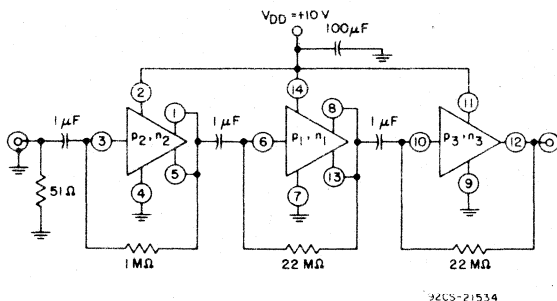 V_DD = +10 V
100 μF
2
14
11
1 μF
3
p2, n2
1
5
4
1 μF
6
p1, n1
8
13
7
1 μF
10
p3, n3
12
9
51 Ω
1 MΩ
22 MΩ
22 MΩ
92CS-21534